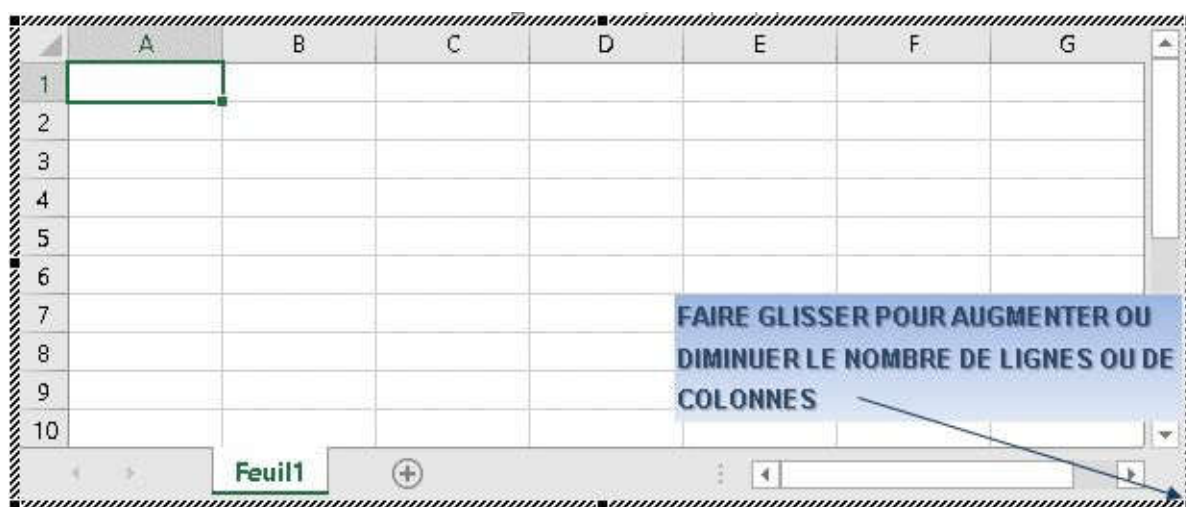 A B C D E F G
1
2
3
4
5
6
7
8
9
10
FAIRE GLISSER POUR AUGMENTER OU
DIMINUER LE NOMBRE DE LIGNES OU DE
COLONNES
Feuil1